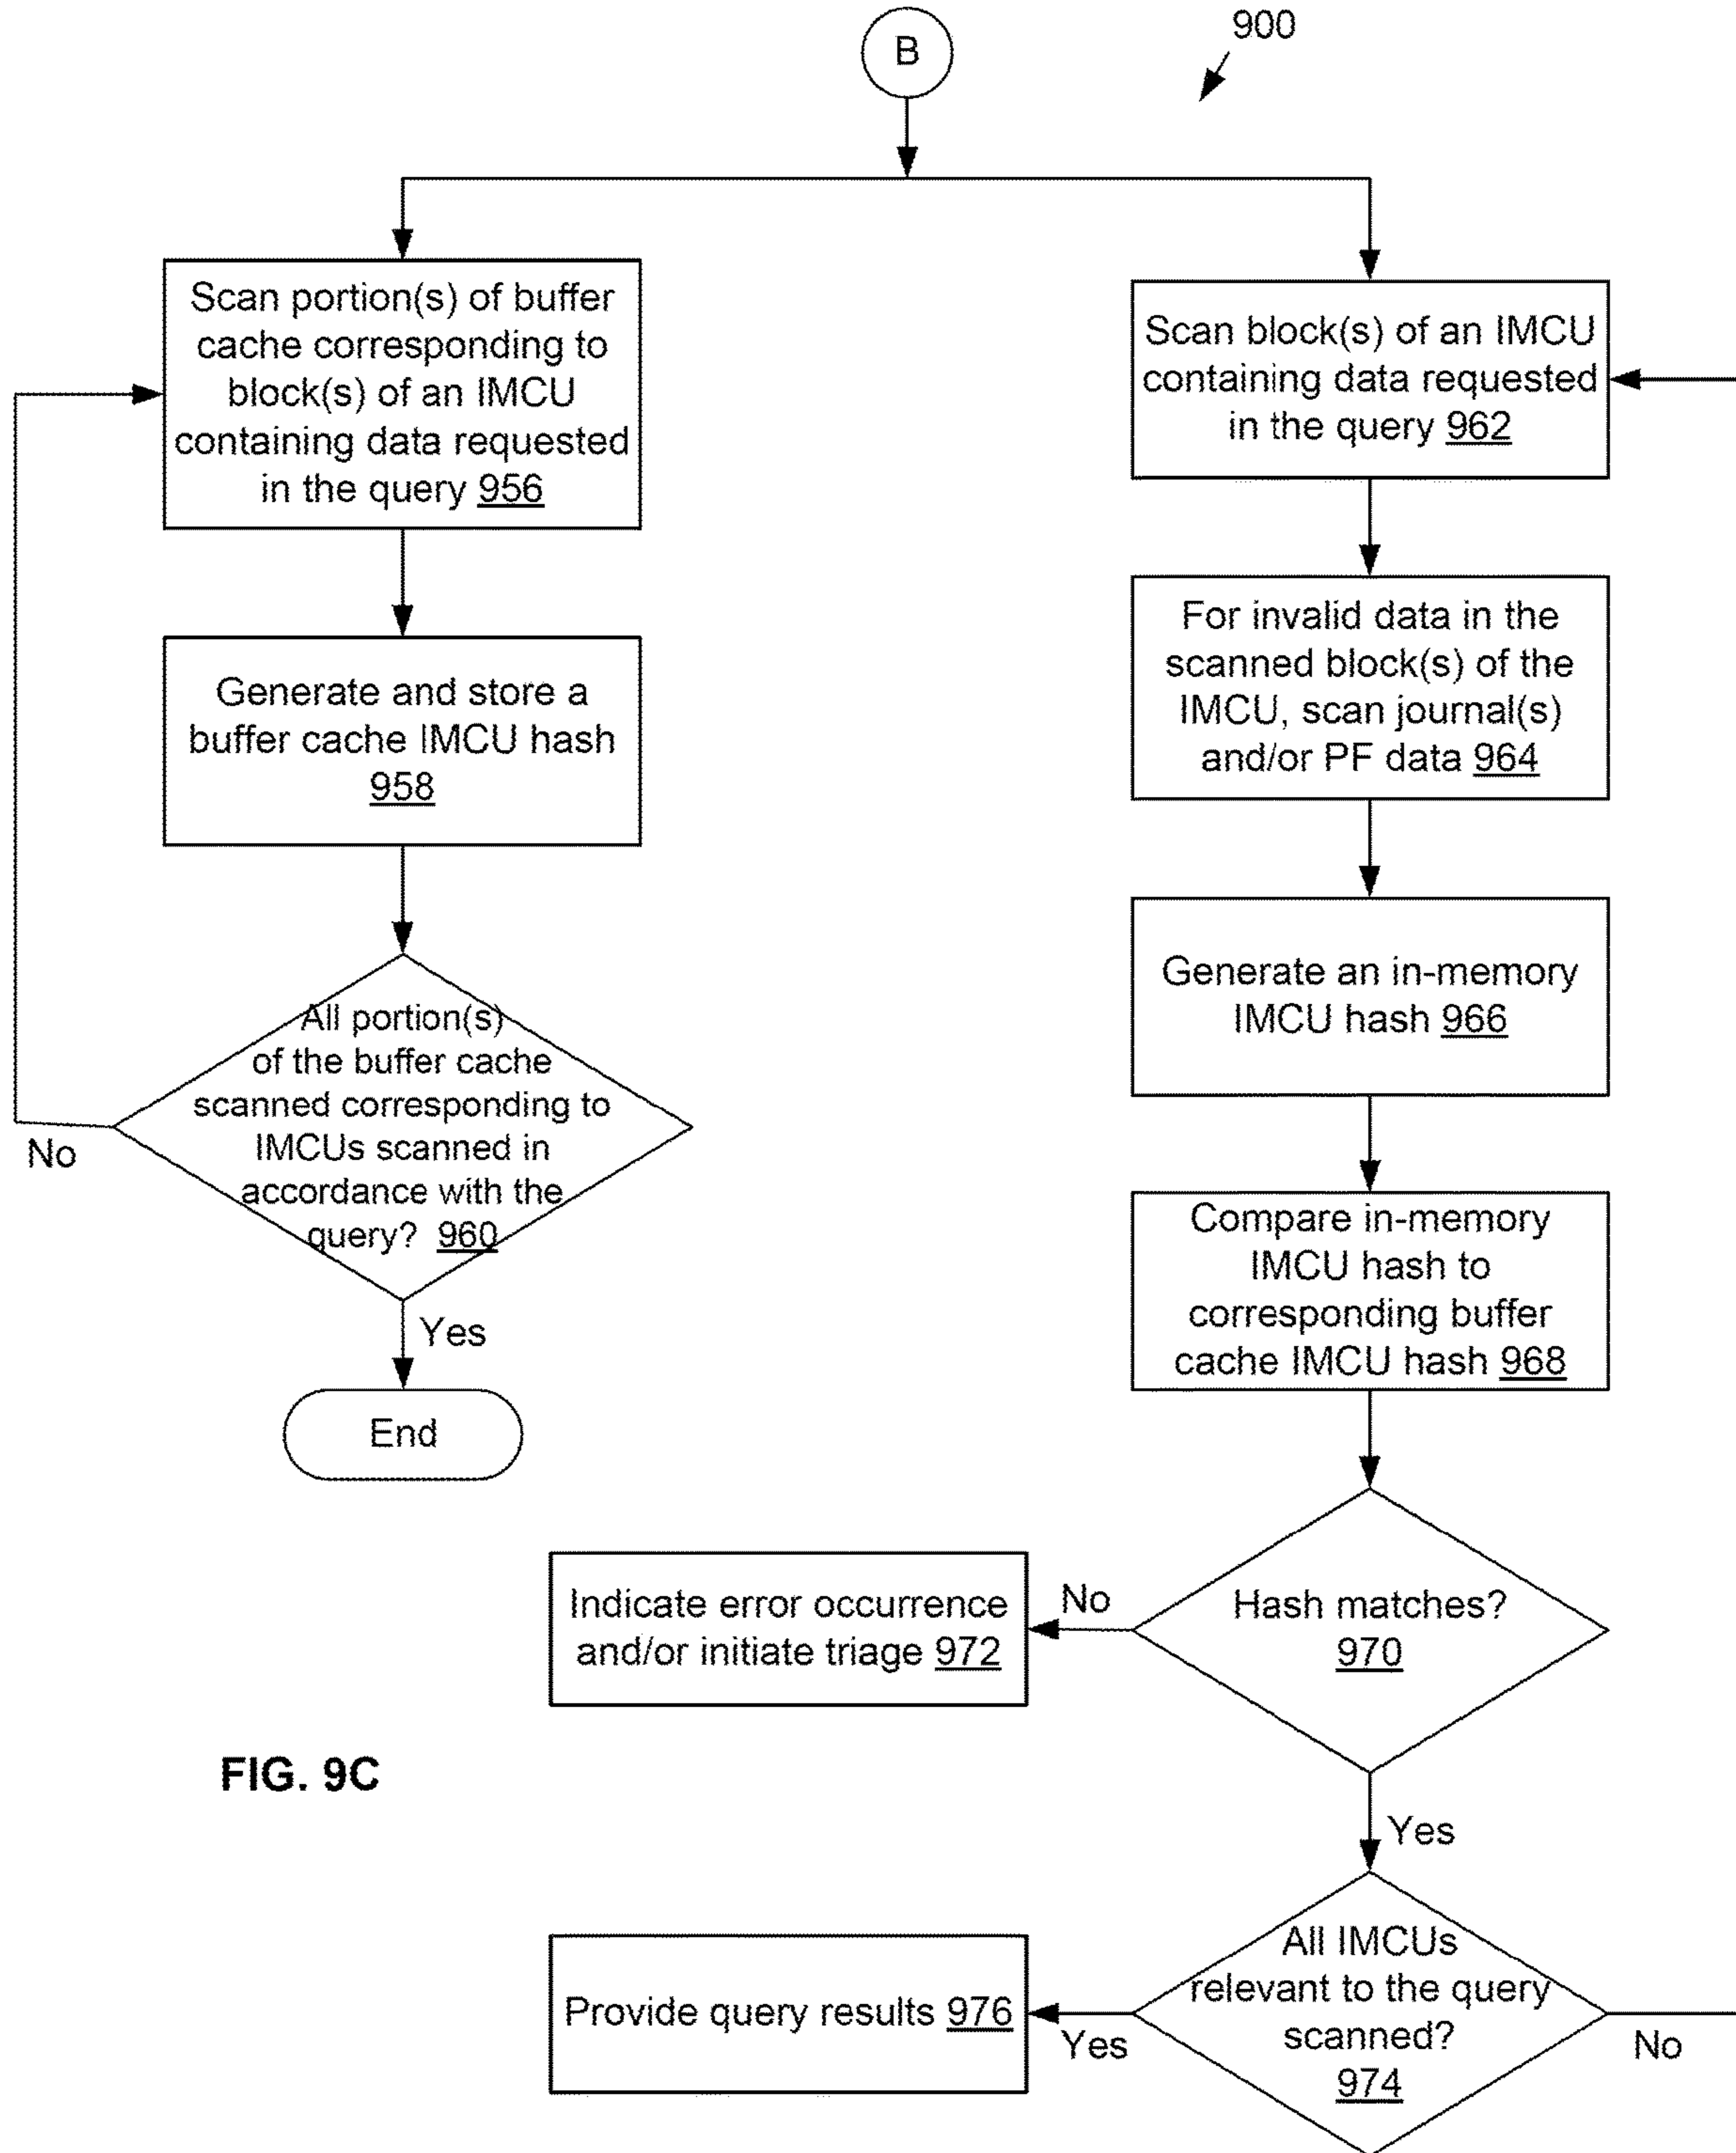 B
900
Scan portion(s) of buffer
cache corresponding to
block(s) of an IMCU
containing data requested
in the query 956
Generate and store a
buffer cache IMCU hash
958
All portion(s)
of the buffer cache
scanned corresponding to
IMCUs scanned in
accordance with the
query? 960
No
Yes
End
Scan block(s) of an IMCU
containing data requested
in the query 962
For invalid data in the
scanned block(s) of the
IMCU, scan journal(s)
and/or PF data 964
Generate an in-memory
IMCU hash 966
Compare in-memory
IMCU hash to
corresponding buffer
cache IMCU hash 968
Hash matches?
970
No
Indicate error occurrence
and/or initiate triage 972
Yes
All IMCUs
relevant to the query
scanned?
974
No
Yes
Provide query results 976
FIG. 9C